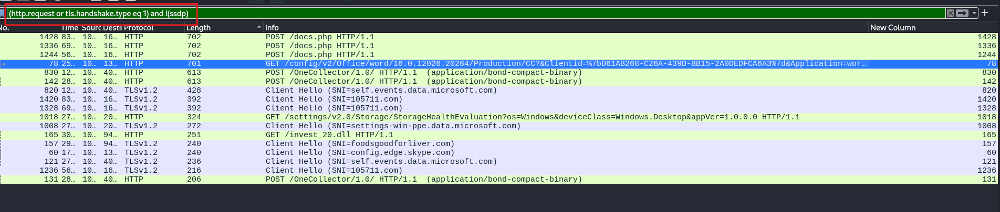 (http.request or tls.handshake.type eq 1) and !(ssdp)
No. Time Sourc Desti Protocol Length Info New Column
1428 83… 10… 16… HTTP 702 POST /docs.php HTTP/1.1 1428
1336 69… 10… 16… HTTP 702 POST /docs.php HTTP/1.1 1336
1244 56… 10… 16… HTTP 702 POST /docs.php HTTP/1.1 1244
78 25… 10… 13… HTTP 701 GET /config/v2/Office/word/16.0.12026.20264/Production/CC?&Clientid=%7bD61AB268-C26A-439D-BB15-2A0DEDFCA6A3%7d&Application=wor… 78
830 12… 10… 40… HTTP 613 POST /OneCollector/1.0/ HTTP/1.1 (application/bond-compact-binary) 830
142 28… 10… 40… HTTP 613 POST /OneCollector/1.0/ HTTP/1.1 (application/bond-compact-binary) 142
820 12… 10… 40… TLSv1.2 428 Client Hello (SNI=self.events.data.microsoft.com) 820
1420 83… 10… 16… TLSv1.2 392 Client Hello (SNI=105711.com) 1420
1328 69… 10… 16… TLSv1.2 392 Client Hello (SNI=105711.com) 1328
1018 27… 10… 20… HTTP 324 GET /settings/v2.0/Storage/StorageHealthEvaluation?os=Windows&deviceClass=Windows.Desktop&appVer=1.0.0.0 HTTP/1.1 1018
1008 27… 10… 20… TLSv1.2 272 Client Hello (SNI=settings-win-ppe.data.microsoft.com) 1008
165 30… 10… 94… HTTP 251 GET /invest_20.dll HTTP/1.1 165
157 29… 10… 94… TLSv1.2 240 Client Hello (SNI=foodsgoodforliver.com) 157
60 17… 10… 13… TLSv1.2 240 Client Hello (SNI=config.edge.skype.com) 60
121 27… 10… 40… TLSv1.2 236 Client Hello (SNI=self.events.data.microsoft.com) 121
1236 56… 10… 16… TLSv1.2 216 Client Hello (SNI=105711.com) 1236
131 28… 10… 40… HTTP 206 POST /OneCollector/1.0/ HTTP/1.1 (application/bond-compact-binary) 131